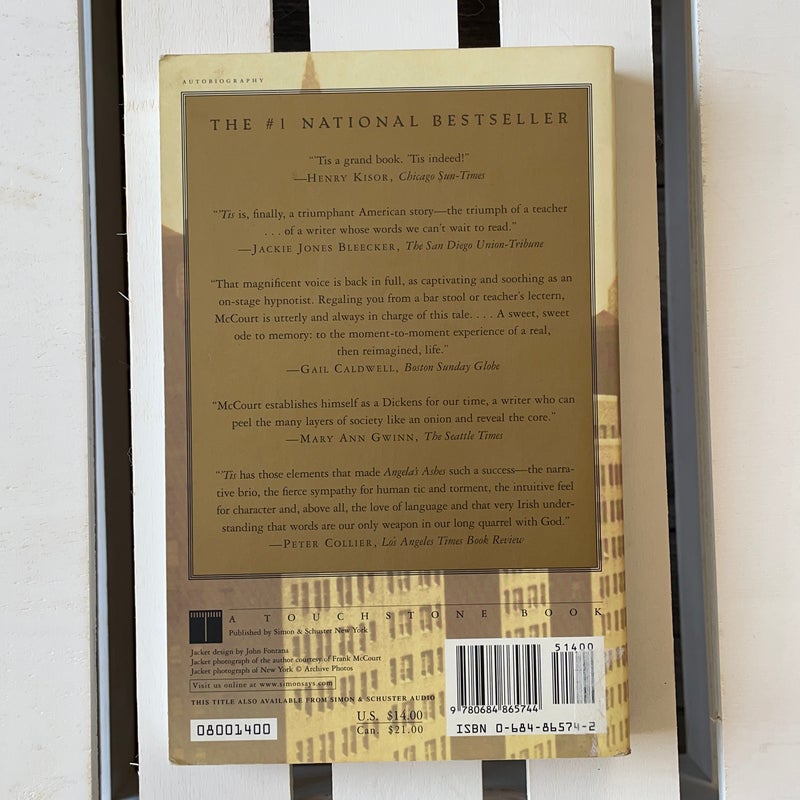 AUTOBIOGRAPHY
THE #1 NATIONAL BESTSELLER
"'Tis a grand book. 'Tis indeed!"
—HENRY KISOR, Chicago Sun-Times
"'Tis is, finally, a triumphant American story—the triumph of a teacher
. . . of a writer whose words we can't wait to read."
—JACKIE JONES BLEECKER, The San Diego Union-Tribune
"That magnificent voice is back in full, as captivating and soothing as an
on-stage hypnotist. Regaling you from a bar stool or teacher's lectern,
McCourt is utterly and always in charge of this tale. . . . A sweet, sweet
ode to memory: to the moment-to-moment experience of a real,
then reimagined, life."
—GAIL CALDWELL, Boston Sunday Globe
"McCourt establishes himself as a Dickens for our time, a writer who can
peel the many layers of society like an onion and reveal the core."
—MARY ANN GWINN, The Seattle Times
"'Tis has those elements that made Angela's Ashes such a success—the narra-
tive brio, the fierce sympathy for human tic and torment, the intuitive feel
for character and, above all, the love of language and that very Irish under-
standing that words are our only weapon in our long quarrel with God."
—PETER COLLIER, Los Angeles Times Book Review
A TOUCHSTONE BOOK
Published by Simon & Schuster New York
Jacket design by John Fontana
Jacket photograph of the author courtesy of Frank McCourt
Jacket photograph of New York © Archive Photos
Visit us online at www.simonsays.com
THIS TITLE ALSO AVAILABLE FROM SIMON & SCHUSTER AUDIO
08001400
U.S. $14.00
Can. $21.00
51400
9 780684 865744
ISBN 0-684-86574-2